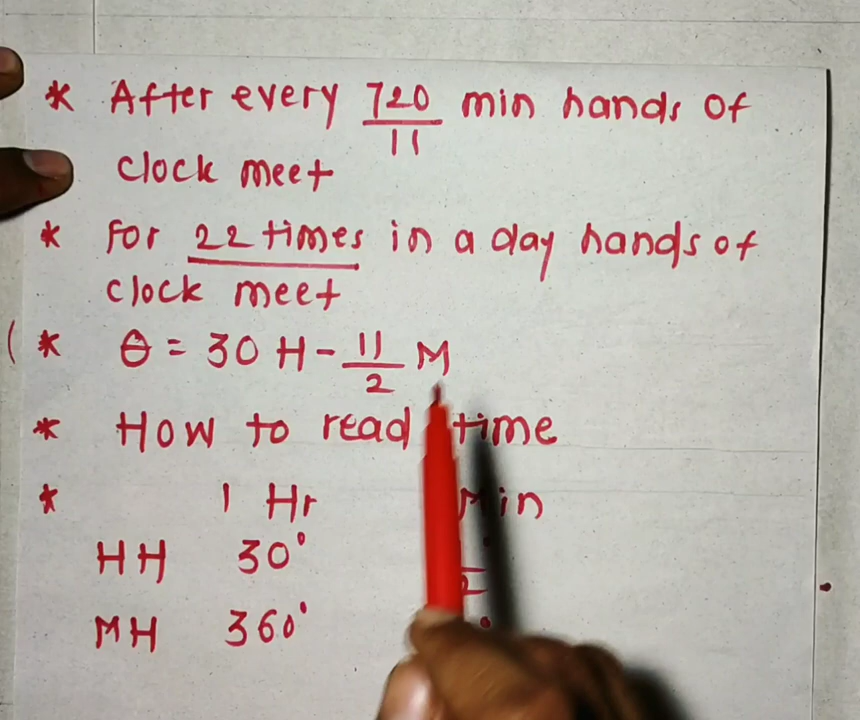 * After every 720/11 min hands of
clock meet
* For 22 times in a day hands of
clock meet
( * θ = 30 H - 11/2 M
* How to read time
* 1 Hr Min
HH 30°
MH 360°